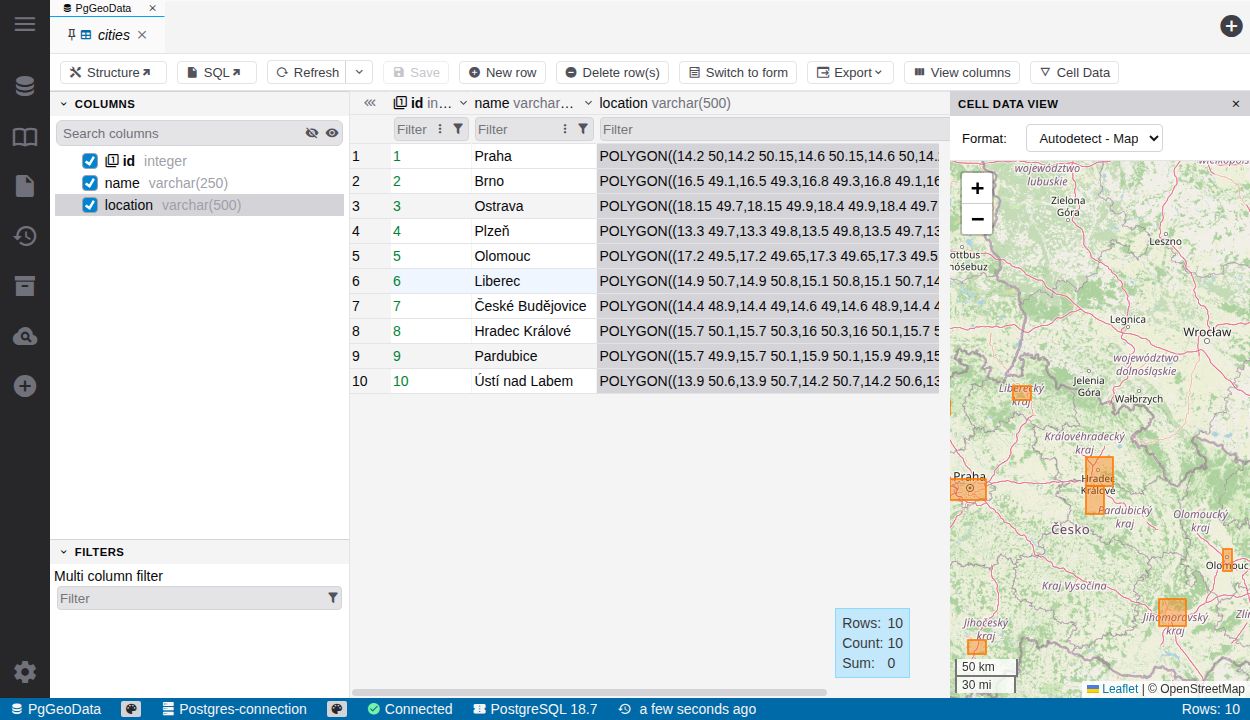 PgGeoData
cities
Structure SQL Refresh Save New row Delete row(s) Switch to form Export View columns Cell Data
COLUMNS
Search columns
id integer
name varchar(250)
location varchar(500)
FILTERS
Multi column filter
Filter
id in... name varchar... location varchar(500)
Filter Filter Filter
1 1 Praha POLYGON((14.2 50,14.2 50.15,14.6 50.15,14.6 50,14.
2 2 Brno POLYGON((16.5 49.1,16.5 49.3,16.8 49.3,16.8 49.1,16
3 3 Ostrava POLYGON((18.15 49.7,18.15 49.9,18.4 49.9,18.4 49.7
4 4 Plzeň POLYGON((13.3 49.7,13.3 49.8,13.5 49.8,13.5 49.7,13
5 5 Olomouc POLYGON((17.2 49.5,17.2 49.65,17.3 49.65,17.3 49.5
6 6 Liberec POLYGON((14.9 50.7,14.9 50.8,15.1 50.8,15.1 50.7,14
7 7 České Budějovice POLYGON((14.4 48.9,14.4 49,14.6 49,14.6 48.9,14.4 4
8 8 Hradec Králové POLYGON((15.7 50.1,15.7 50.3,16 50.3,16 50.1,15.7 5
9 9 Pardubice POLYGON((15.7 49.9,15.7 50.1,15.9 50.1,15.9 49.9,15
10 10 Ústí nad Labem POLYGON((13.9 50.6,13.9 50.7,14.2 50.7,14.2 50.6,13
Rows: 10
Count: 10
Sum: 0
CELL DATA VIEW
Format: Autodetect - Map
+
−
województwo
lubuskie
Zielona
Góra
Leszno
ottbus
Legnica
Wrocław
województwo
dolnośląskie
Jelenia
Góra
Wałbrzych
Liberecký
kraj
Královéhradecký
kraj
Praha
Hradec
Králové
Pardubický
kraj
Olomoucký
kraj
Česko
Olomouc
Kraj Vysočina
Jihomoravský
kraj
Zlí
Jihočeský
kraj
50 km
30 mi
Leaflet | © OpenStreetMap
PgGeoData Postgres-connection Connected PostgreSQL 18.7 a few seconds ago Rows: 10